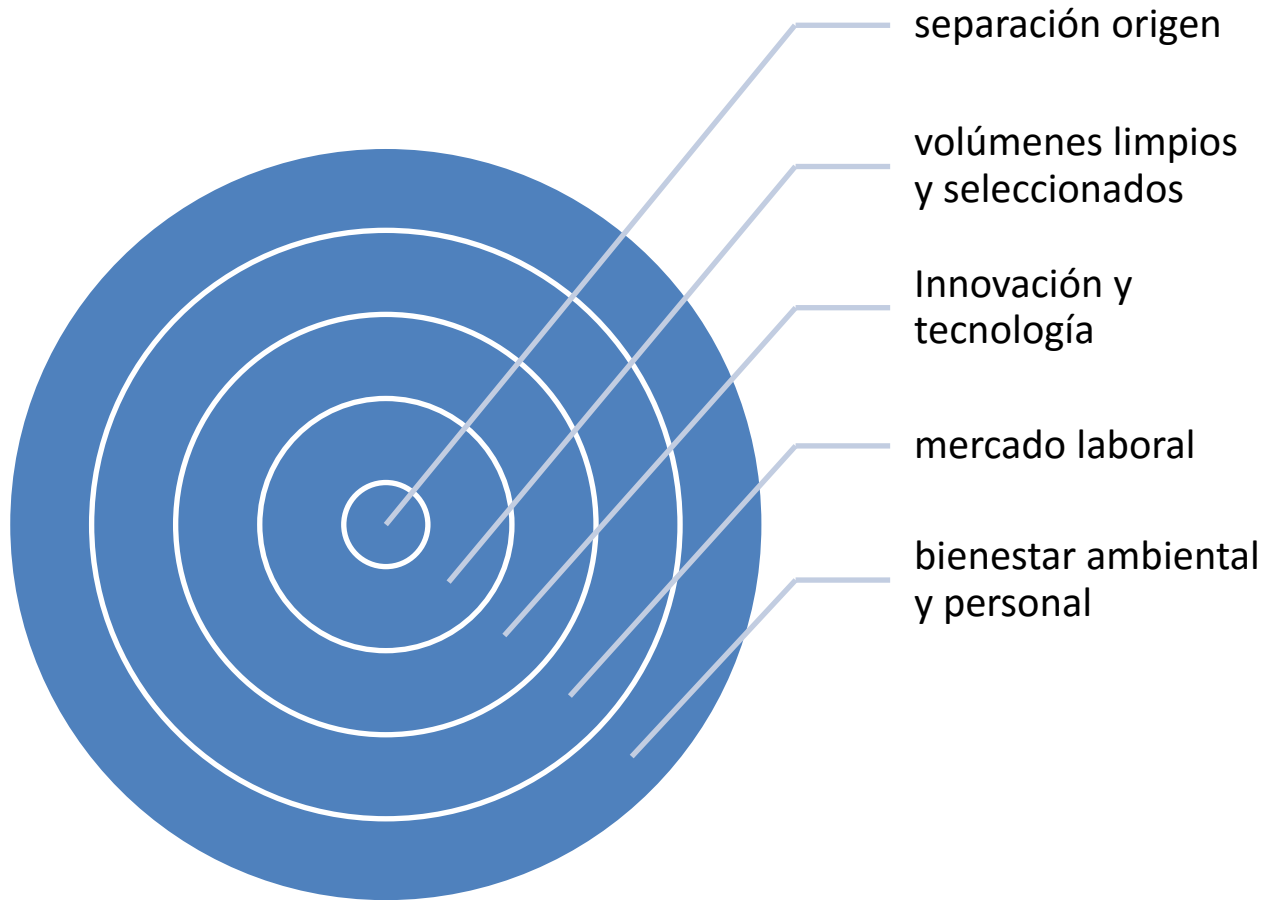 separación origen
volúmenes limpios
y seleccionados
Innovación y
tecnología
mercado laboral
bienestar ambiental
y personal